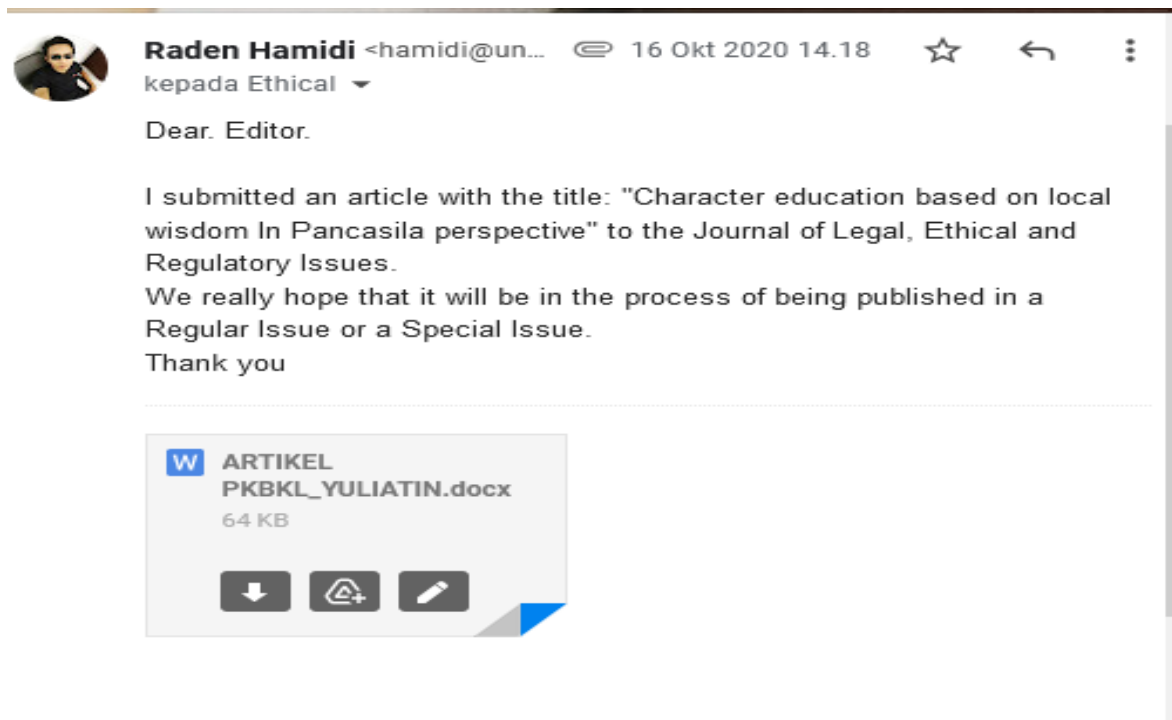 Raden Hamidi <hamidi@un... 16 Okt 2020 14.18
kepada Ethical
Dear. Editor.
I submitted an article with the title: "Character education based on local
wisdom In Pancasila perspective" to the Journal of Legal, Ethical and
Regulatory Issues.
We really hope that it will be in the process of being published in a
Regular Issue or a Special Issue.
Thank you
W ARTIKEL
PKBKL_YULIATIN.docx
64 KB